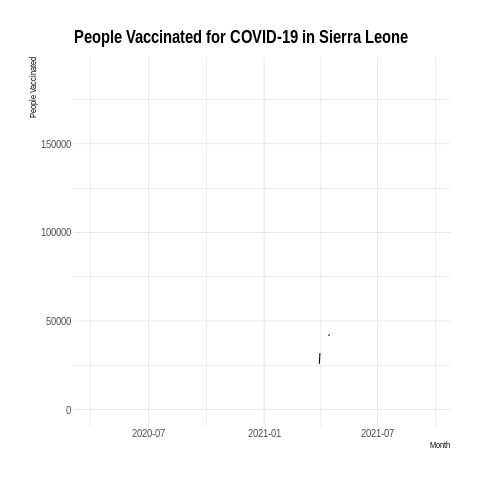 People Vaccinated for COVID-19 in Sierra Leone
People Vaccinated
150000
100000
50000
0
2020-07
2021-01
2021-07
Month